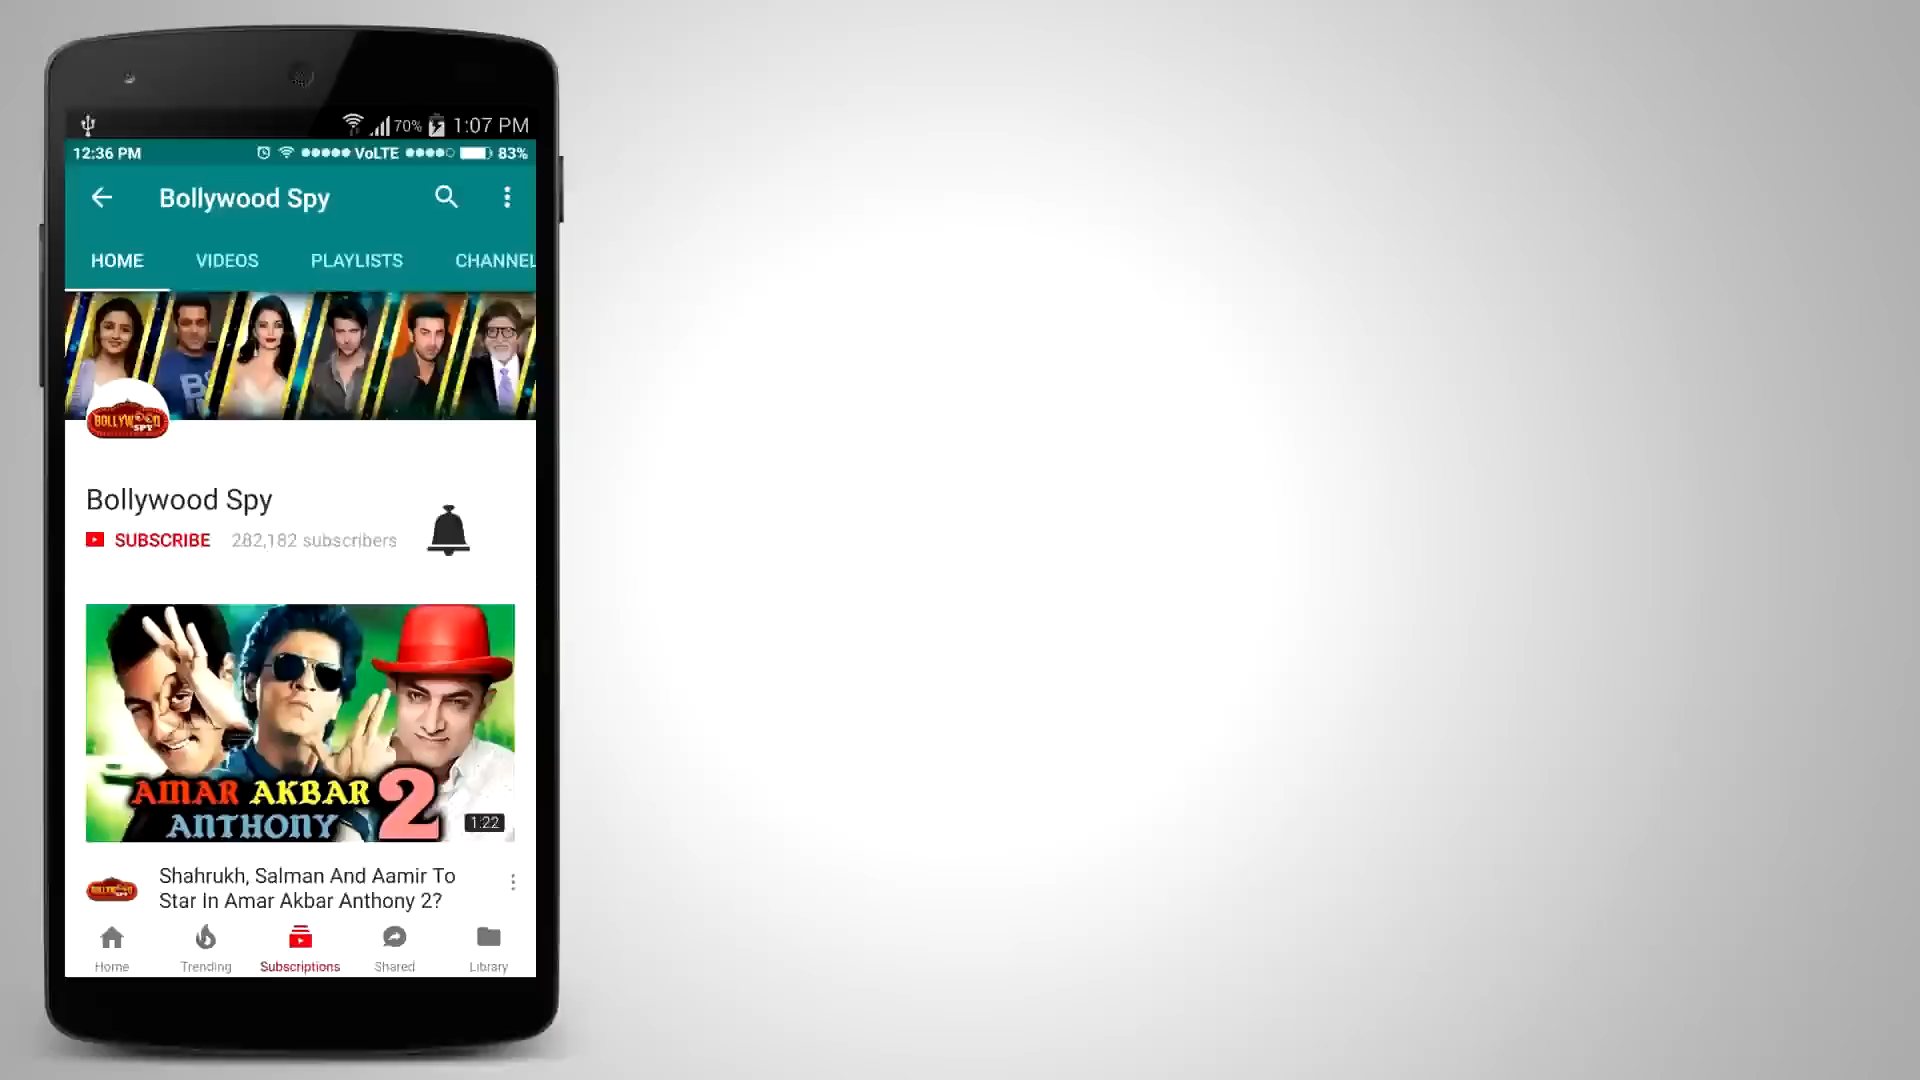 70% 1:07 PM
12:36 PM VoLTE 83%
Bollywood Spy
HOME VIDEOS PLAYLISTS CHANNEL
BOLLYWOOD
SPY
Bollywood Spy
SUBSCRIBE 282,182 subscribers
AMAR AKBAR 2
ANTHONY
1:22
Shahrukh, Salman And Aamir To
Star In Amar Akbar Anthony 2?
Home Trending Subscriptions Shared Library